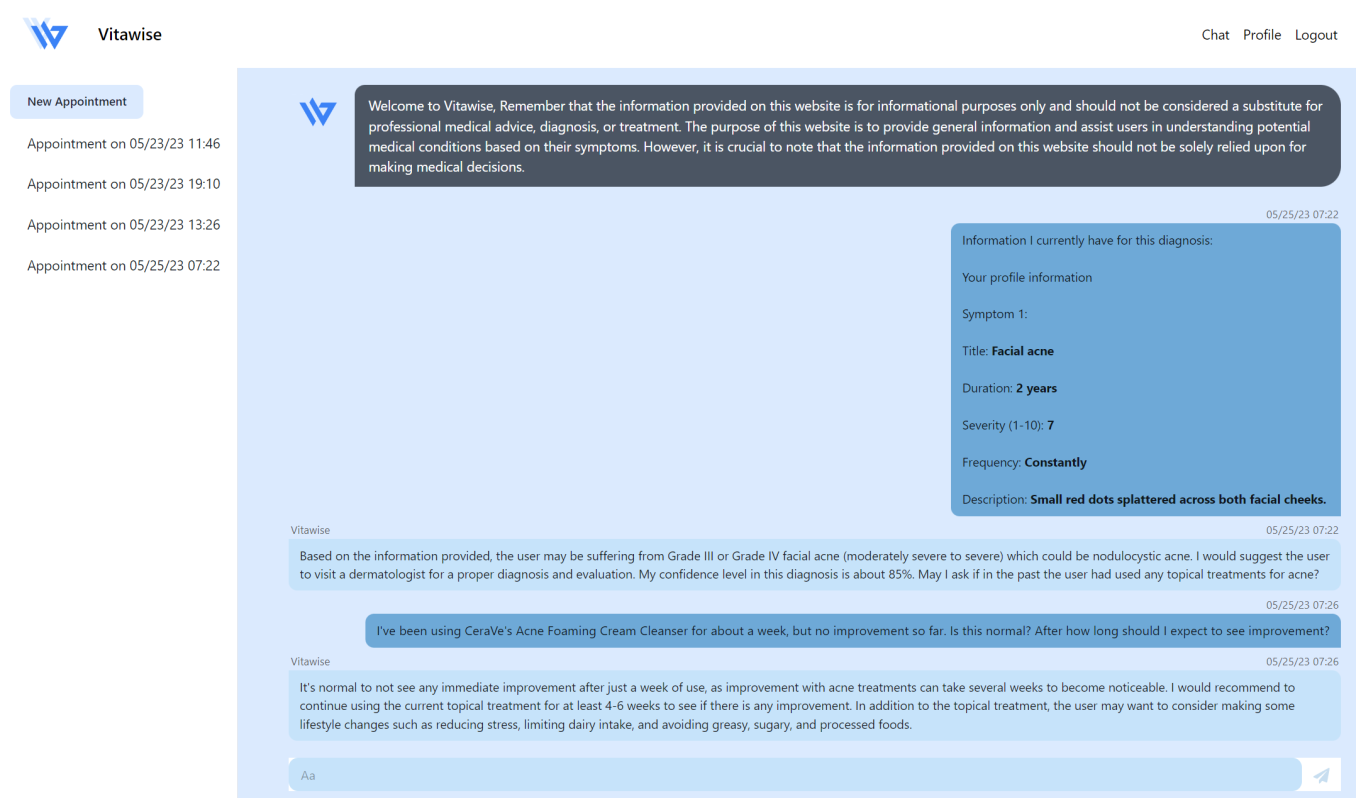 Vitawise
Chat Profile Logout
New Appointment
Appointment on 05/23/23 11:46
Appointment on 05/23/23 19:10
Appointment on 05/23/23 13:26
Appointment on 05/25/23 07:22
Welcome to Vitawise, Remember that the information provided on this website is for informational purposes only and should not be considered a substitute for
professional medical advice, diagnosis, or treatment. The purpose of this website is to provide general information and assist users in understanding potential
medical conditions based on their symptoms. However, it is crucial to note that the information provided on this website should not be solely relied upon for
making medical decisions.
05/25/23 07:22
Information I currently have for this diagnosis:
Your profile information
Symptom 1:
Title: Facial acne
Duration: 2 years
Severity (1-10): 7
Frequency: Constantly
Description: Small red dots splattered across both facial cheeks.
Vitawise 05/25/23 07:22
Based on the information provided, the user may be suffering from Grade III or Grade IV facial acne (moderately severe to severe) which could be nodulocystic acne. I would suggest the user
to visit a dermatologist for a proper diagnosis and evaluation. My confidence level in this diagnosis is about 85%. May I ask if in the past the user had used any topical treatments for acne?
05/25/23 07:26
I've been using CeraVe's Acne Foaming Cream Cleanser for about a week, but no improvement so far. Is this normal? After how long should I expect to see improvement?
Vitawise 05/25/23 07:26
It's normal to not see any immediate improvement after just a week of use, as improvement with acne treatments can take several weeks to become noticeable. I would recommend to
continue using the current topical treatment for at least 4-6 weeks to see if there is any improvement. In addition to the topical treatment, the user may want to consider making some
lifestyle changes such as reducing stress, limiting dairy intake, and avoiding greasy, sugary, and processed foods.
Aa